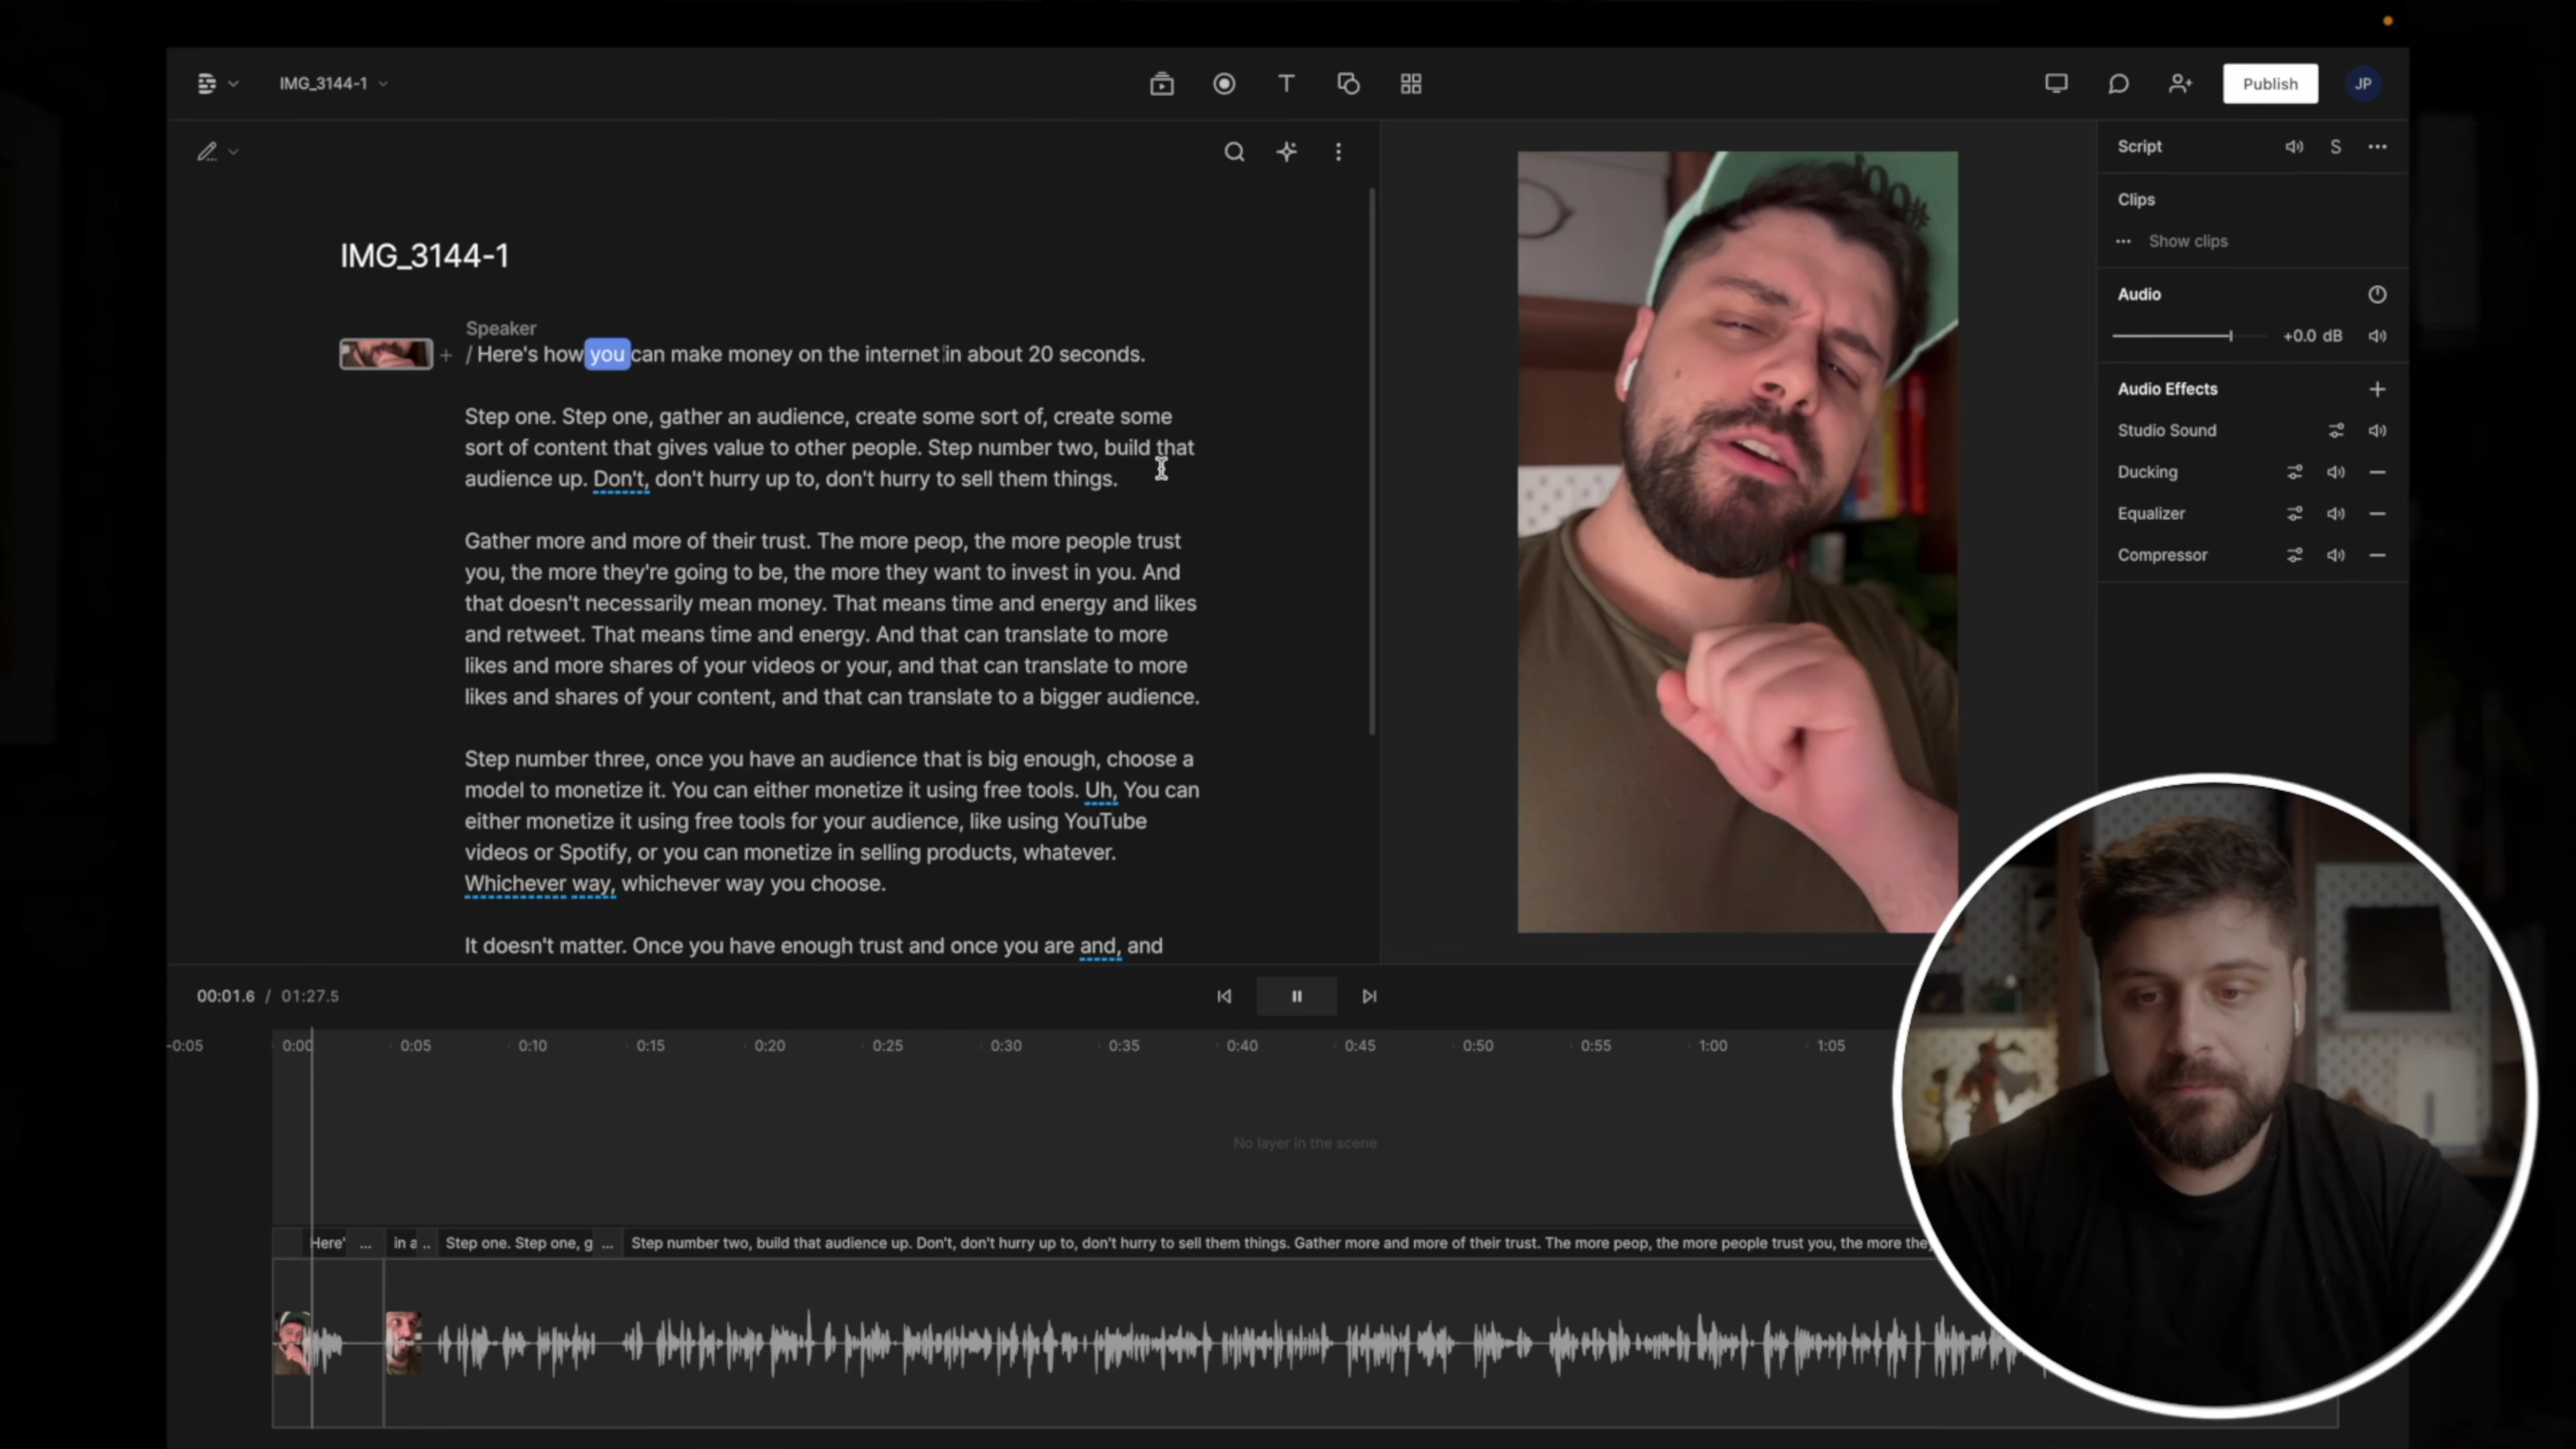 IMG_3144-1
Publish
JP
IMG_3144-1
Speaker
/ Here's how you can make money on the internet in about 20 seconds.
Step one. Step one, gather an audience, create some sort of, create some
sort of content that gives value to other people. Step number two, build that
audience up. Don't, don't hurry up to, don't hurry to sell them things.
Gather more and more of their trust. The more peop, the more people trust
you, the more they're going to be, the more they want to invest in you. And
that doesn't necessarily mean money. That means time and energy and likes
and retweet. That means time and energy. And that can translate to more
likes and more shares of your videos or your, and that can translate to more
likes and shares of your content, and that can translate to a bigger audience.
Step number three, once you have an audience that is big enough, choose a
model to monetize it. You can either monetize it using free tools. Uh, You can
either monetize it using free tools for your audience, like using YouTube
videos or Spotify, or you can monetize in selling products, whatever.
Whichever way, whichever way you choose.
It doesn't matter. Once you have enough trust and once you are and, and
Script
S
Clips
Show clips
Audio
+0.0 dB
Audio Effects
Studio Sound
Ducking
Equalizer
Compressor
00:01.6 / 01:27.5
-0:05 0:00 0:05 0:10 0:15 0:20 0:25 0:30 0:35 0:40 0:45 0:50 0:55 1:00 1:05
No layer in the scene
Here' ... in a .. Step one. Step one, g ... Step number two, build that audience up. Don't, don't hurry up to, don't hurry to sell them things. Gather more and more of their trust. The more peop, the more people trust you, the more they